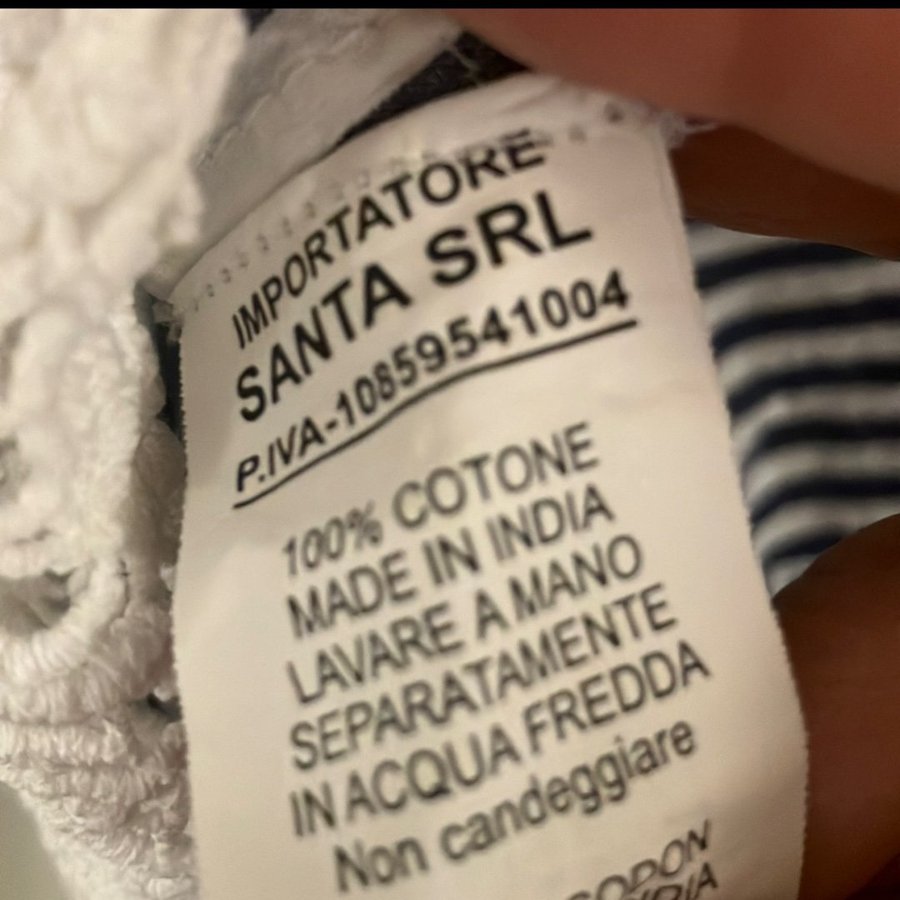 IMPORTATORE
SANTA SRL
P.IVA-10859541004
100% COTONE
MADE IN INDIA
LAVARE A MANO
SEPARATAMENTE
IN ACQUA FREDDA
Non candeggiare